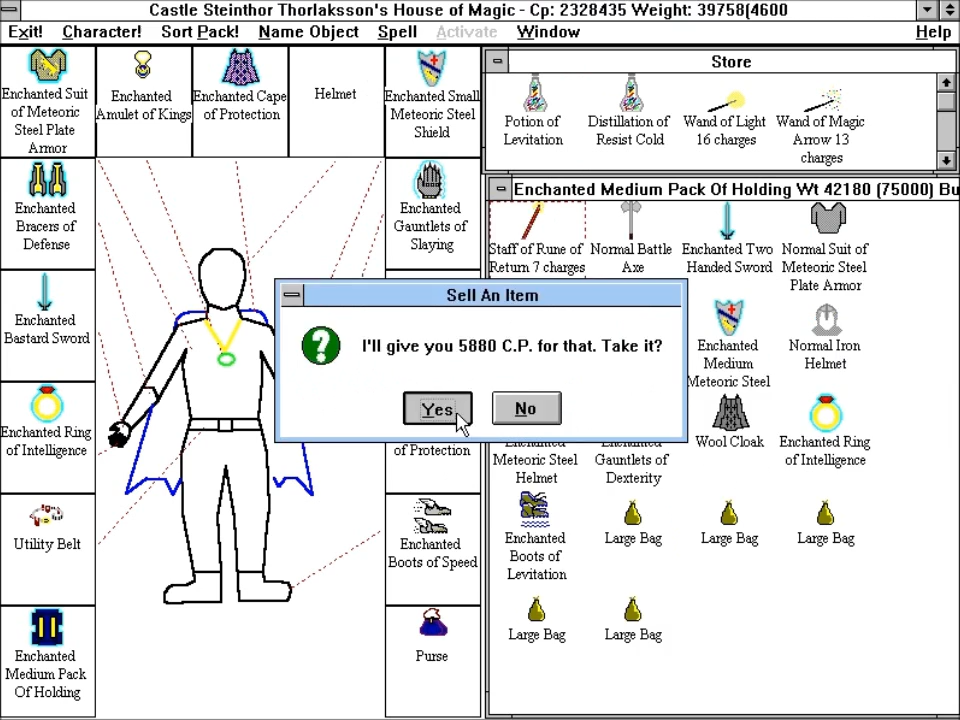 Castle Steinthor Thorlaksson's House of Magic - Cp: 2328435 Weight: 39758(4600
Exit! Character! Sort Pack! Name Object Spell Activate Window Help
Enchanted Suit
of Meteoric
Steel Plate
Armor
Enchanted
Amulet of Kings
Enchanted Cape
of Protection
Helmet
Enchanted Small
Meteoric Steel
Shield
Enchanted
Bracers of
Defense
Enchanted
Gauntlets of
Slaying
Enchanted
Bastard Sword
Enchanted Ring
of Intelligence
of Protection
Utility Belt
Enchanted
Boots of Speed
Enchanted
Medium Pack
Of Holding
Purse
Store
Potion of
Levitation
Distillation of
Resist Cold
Wand of Light
16 charges
Wand of Magic
Arrow 13
charges
Enchanted Medium Pack Of Holding Wt 42180 (75000) Bu
Staff of Rune of
Return 7 charges
Normal Battle
Axe
Enchanted Two
Handed Sword
Normal Suit of
Meteoric Steel
Plate Armor
Enchanted
Medium
Meteoric Steel
Normal Iron
Helmet
Enchanted
Meteoric Steel
Helmet
Enchanted
Gauntlets of
Dexterity
Wool Cloak
Enchanted Ring
of Intelligence
Enchanted
Boots of
Levitation
Large Bag
Large Bag
Large Bag
Large Bag
Large Bag
Sell An Item
I'll give you 5880 C.P. for that. Take it?
Yes
No